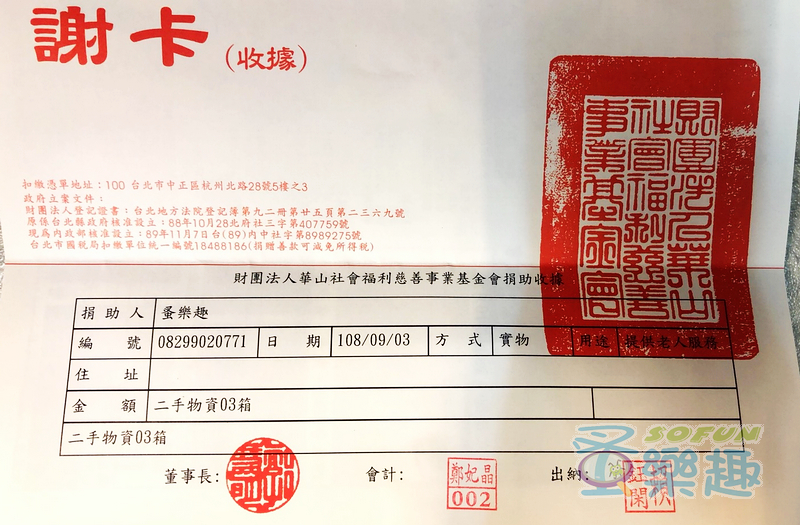 謝卡(收據)
扣繳憑單地址：100 台北市中正區杭州北路28號5樓之3
政府立案文件：
財團法人登記證書：台北地方法院登記簿第九二冊廿五頁第二三六九號
原係台北縣政府核准設立：88年10月28北府社三字第407759號
現為內政部核准設立：89年11月7日台(89)內中社字第8989275號
台北市國稅局扣繳單位統一編號18488186(捐贈善款可減免所得稅)
財團法人華山社會福利慈善事業基金會
財團法人華山社會福利慈善事業基金會捐助收據
捐助人 蚤樂趣
編號 08299020771 日期 108/09/03 方式 實物 用途 提供老人服務
住址
金額 二手物資03箱
二手物資03箱
董事長: 會計: 鄭妃晶 002 出納:
SOFUN
蚤樂趣